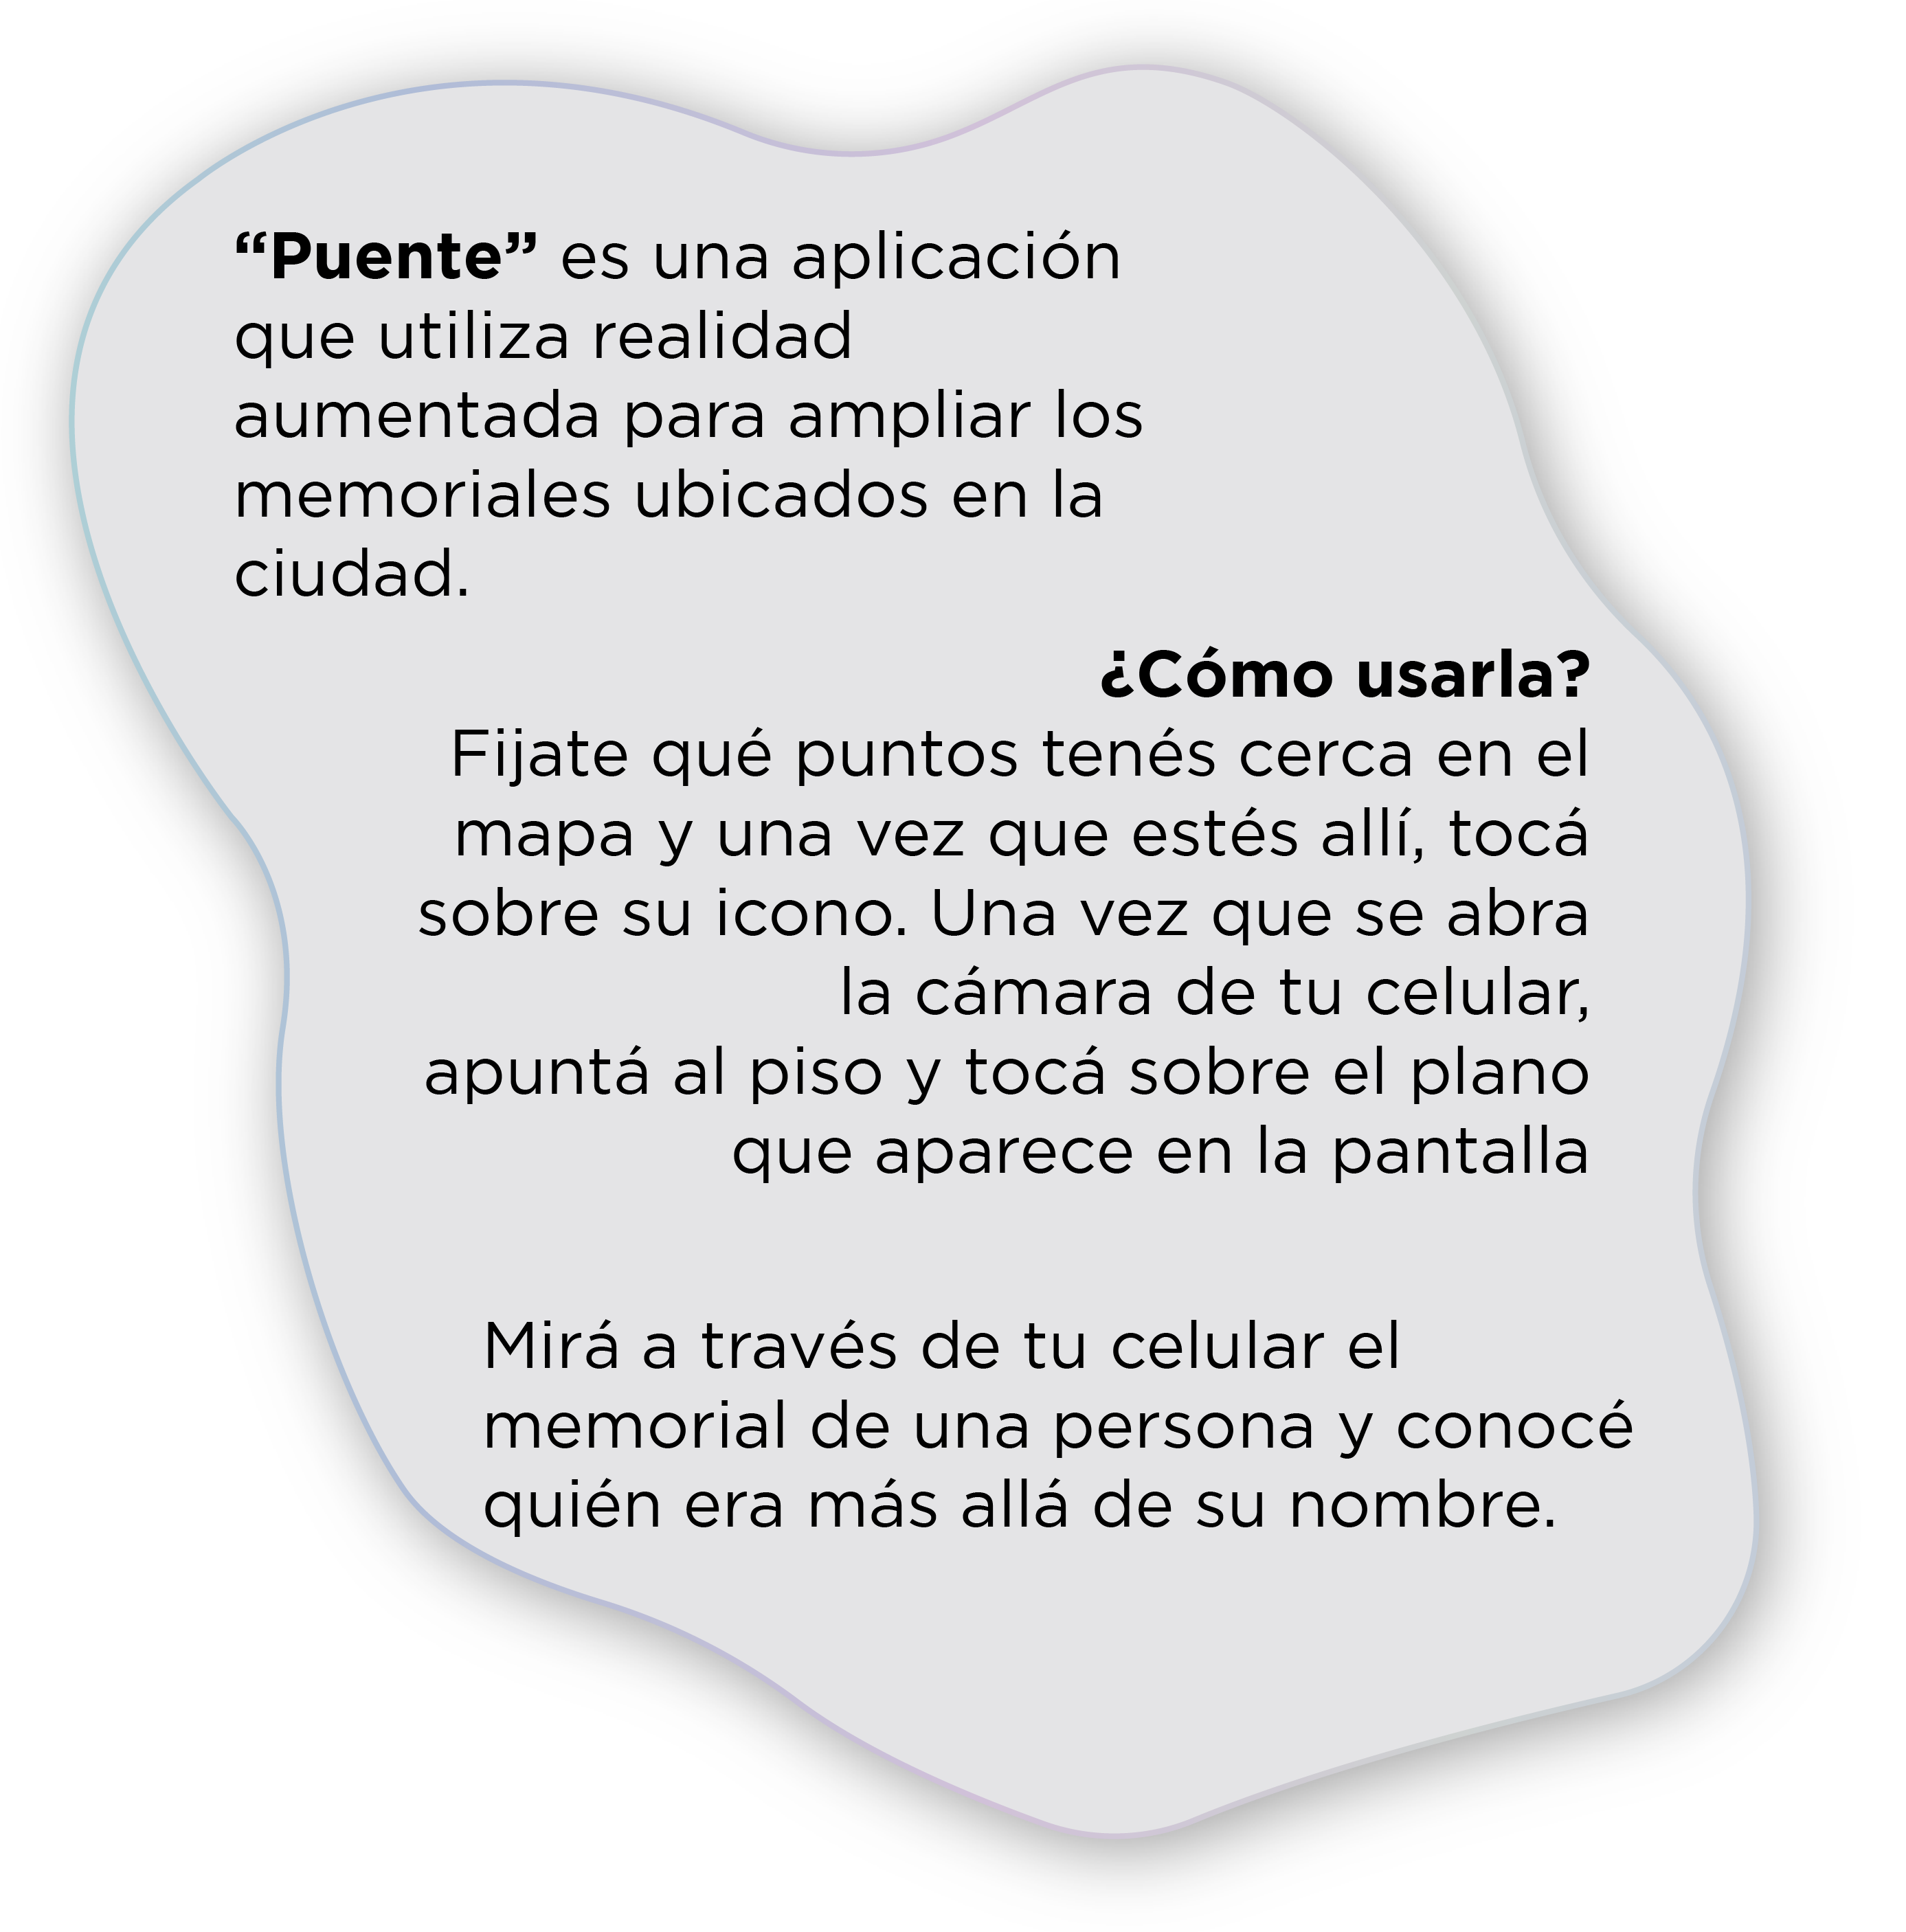 “Puente” es una aplicación
que utiliza realidad
aumentada para ampliar los
memoriales ubicados en la
ciudad.
¿Cómo usarla?
Fijate qué puntos tenés cerca en el
mapa y una vez que estés allí, tocá
sobre su icono. Una vez que se abra
la cámara de tu celular,
apuntá al piso y tocá sobre el plano
que aparece en la pantalla
Mirá a través de tu celular el
memorial de una persona y conocé
quién era más allá de su nombre.